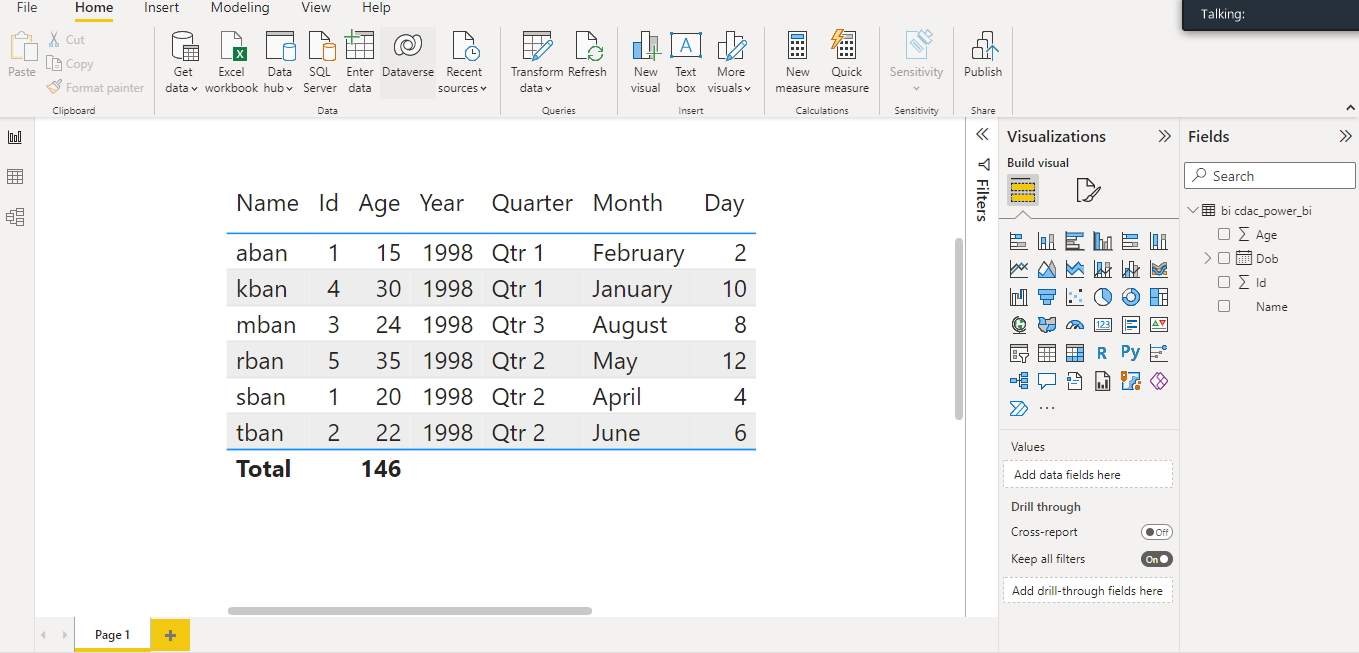 File Home Insert Modeling View Help
Talking:
Paste
Cut
Copy
Format painter
Clipboard
Get data
Excel workbook
Data hub
SQL Server
Enter data
Dataverse
Recent sources
Data
Transform data
Refresh
Queries
New visual
Text box
More visuals
Insert
New measure
Quick measure
Calculations
Sensitivity
Sensitivity
Publish
Share
Name Id Age Year Quarter Month Day
aban 1 15 1998 Qtr 1 February 2
kban 4 30 1998 Qtr 1 January 10
mban 3 24 1998 Qtr 3 August 8
rban 5 35 1998 Qtr 2 May 12
sban 1 20 1998 Qtr 2 April 4
tban 2 22 1998 Qtr 2 June 6
Total 146
Page 1
Filters
Visualizations
Build visual
123
R Py
Values
Add data fields here
Drill through
Cross-report Off
Keep all filters On
Add drill-through fields here
Fields
Search
bi cdac_power_bi
Age
Dob
Id
Name